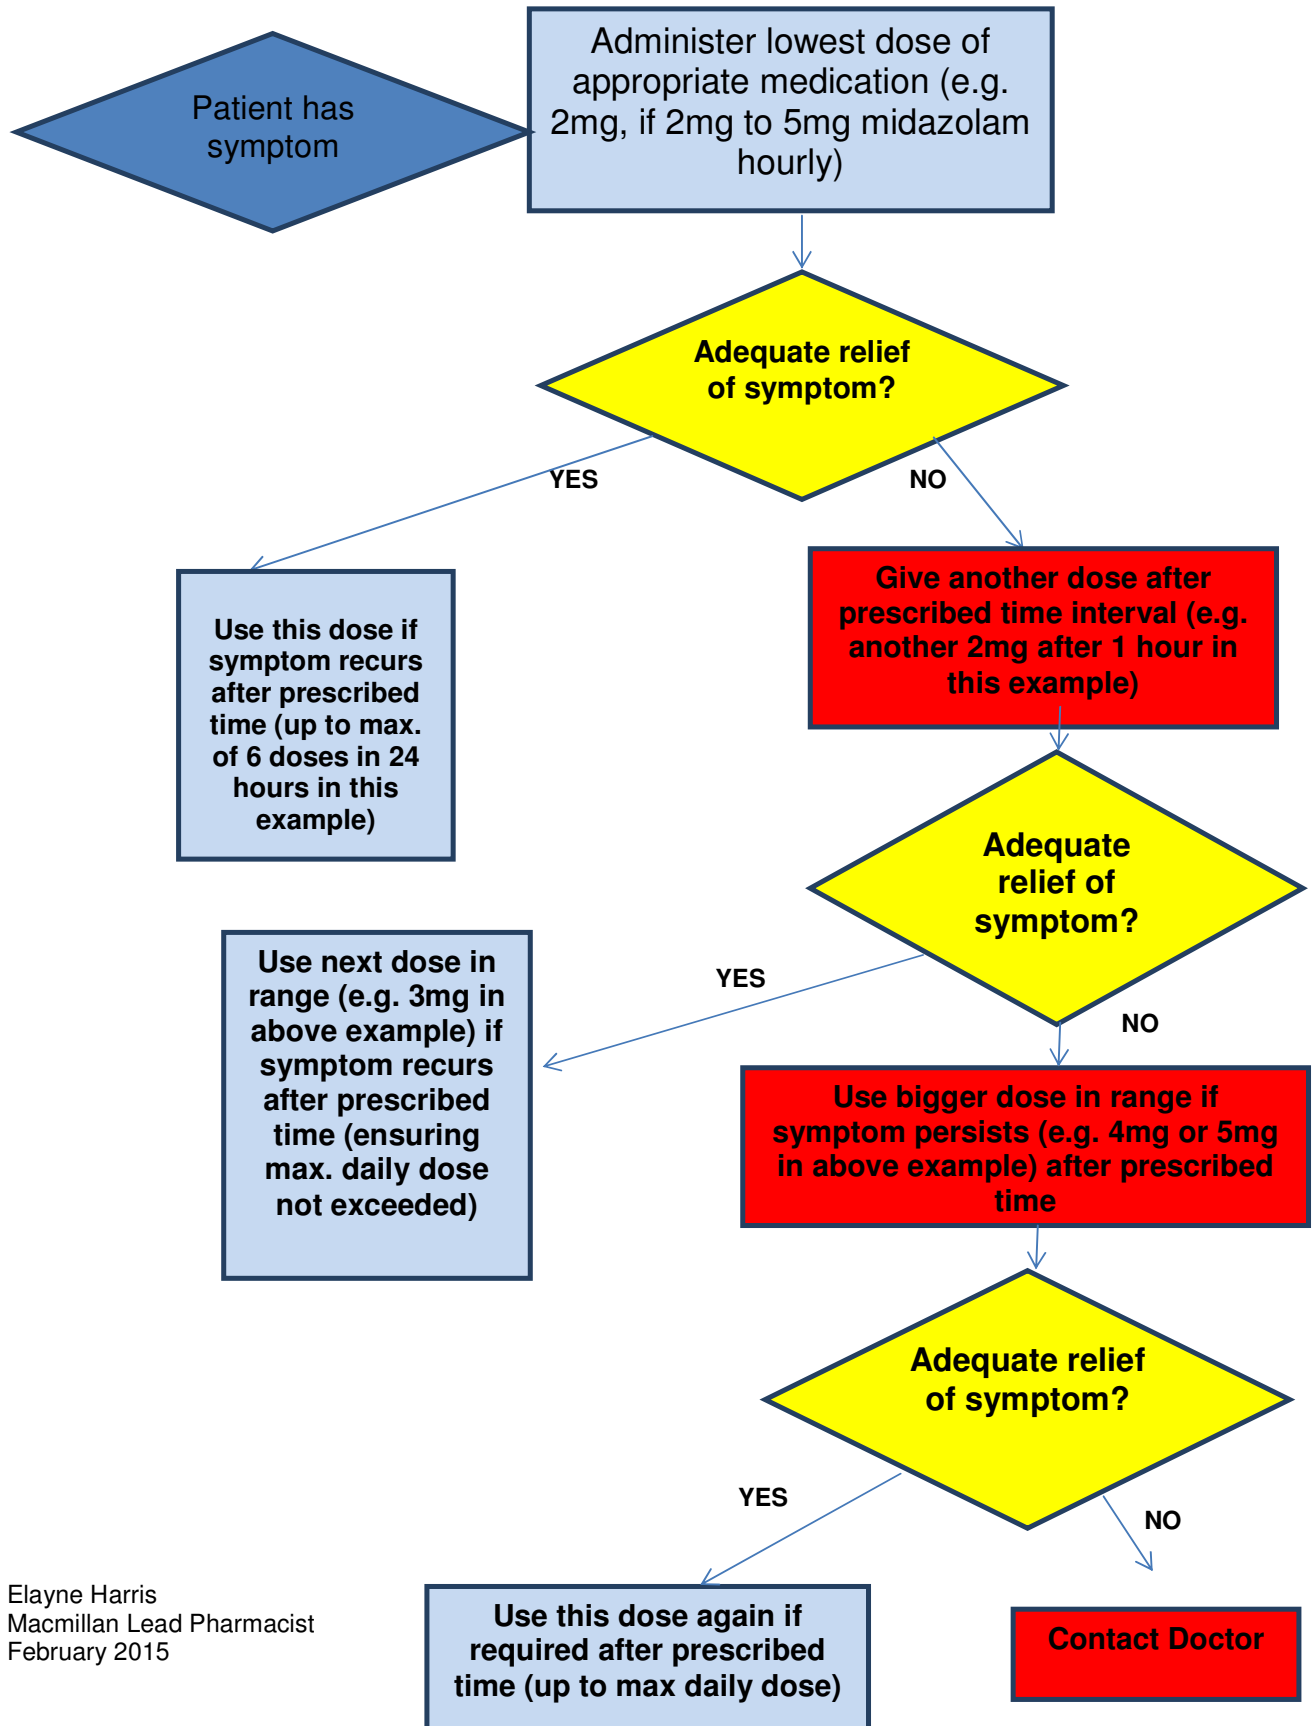 Patient has
symptom
Administer lowest dose of
appropriate medication (e.g.
2mg, if 2mg to 5mg midazolam
hourly)
Adequate relief
of symptom?
YES
NO
Use this dose if
symptom recurs
after prescribed
time (up to max.
of 6 doses in 24
hours in this
example)
Give another dose after
prescribed time interval (e.g.
another 2mg after 1 hour in
this example)
Adequate
relief of
symptom?
YES
NO
Use next dose in
range (e.g. 3mg in
above example) if
symptom recurs
after prescribed
time (ensuring
max. daily dose
not exceeded)
Use bigger dose in range if
symptom persists (e.g. 4mg or 5mg
in above example) after prescribed
time
Adequate relief
of symptom?
YES
NO
Use this dose again if
required after prescribed
time (up to max daily dose)
Contact Doctor
Elayne Harris
Macmillan Lead Pharmacist
February 2015